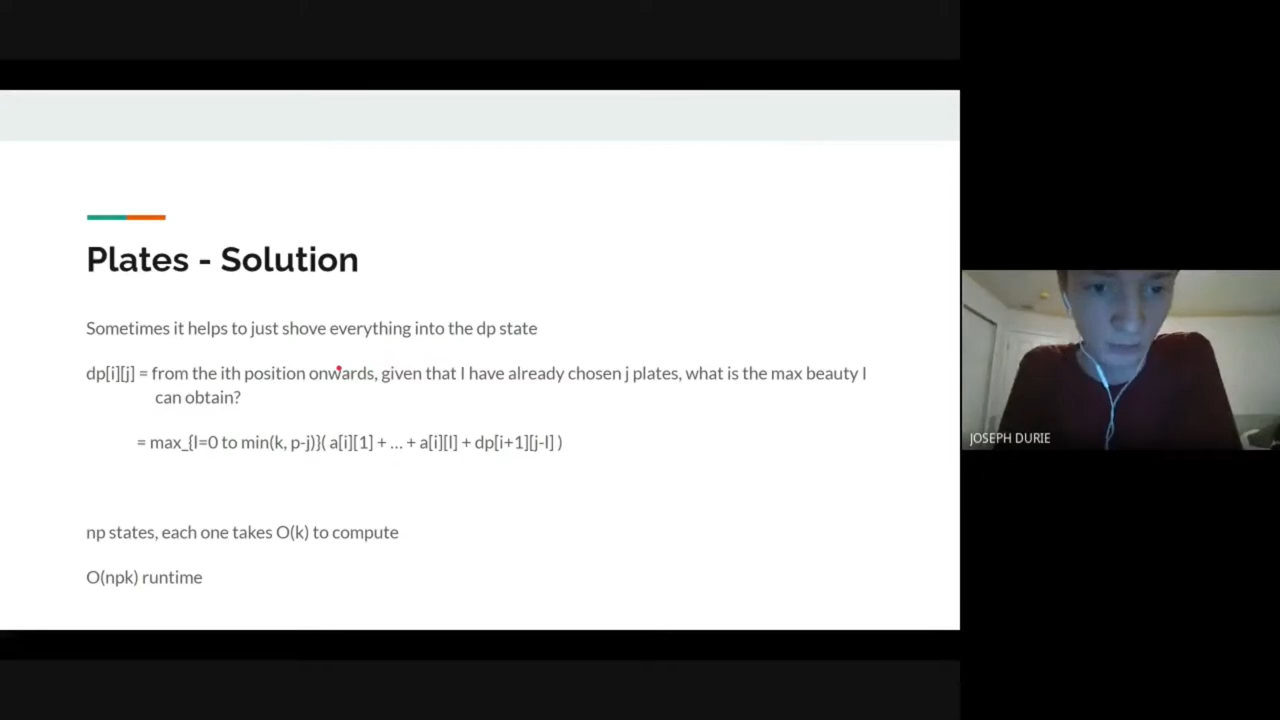 Plates - Solution
Sometimes it helps to just shove everything into the dp state
dp[i][j] = from the ith position onwards, given that I have already chosen j plates, what is the max beauty I
can obtain?
= max_{l=0 to min(k, p-j)}( a[i][1] + ... + a[i][l] + dp[i+1][j-l] )
np states, each one takes O(k) to compute
O(npk) runtime
JOSEPH DURIE